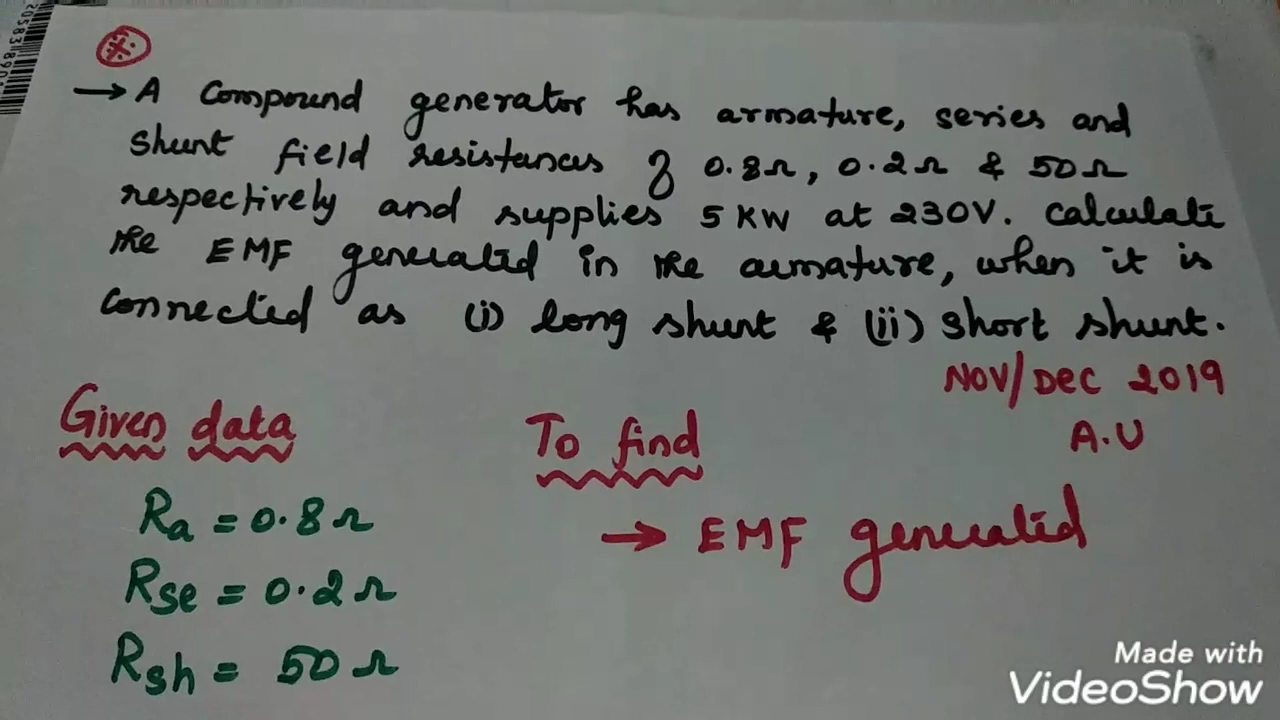 → A Compound generator has armature, series and
shunt field resistances of 0.8Ω, 0.2Ω & 50Ω
respectively and supplies 5 KW at 230V. Calculate
the EMF generated in the armature, when it is
connected as (i) long shunt & (ii) short shunt.
NOV/DEC 2019
A.U
Given data
Ra = 0.8Ω
Rse = 0.2Ω
Rsh = 50Ω
To find
→ EMF generated
Made with
VideoShow